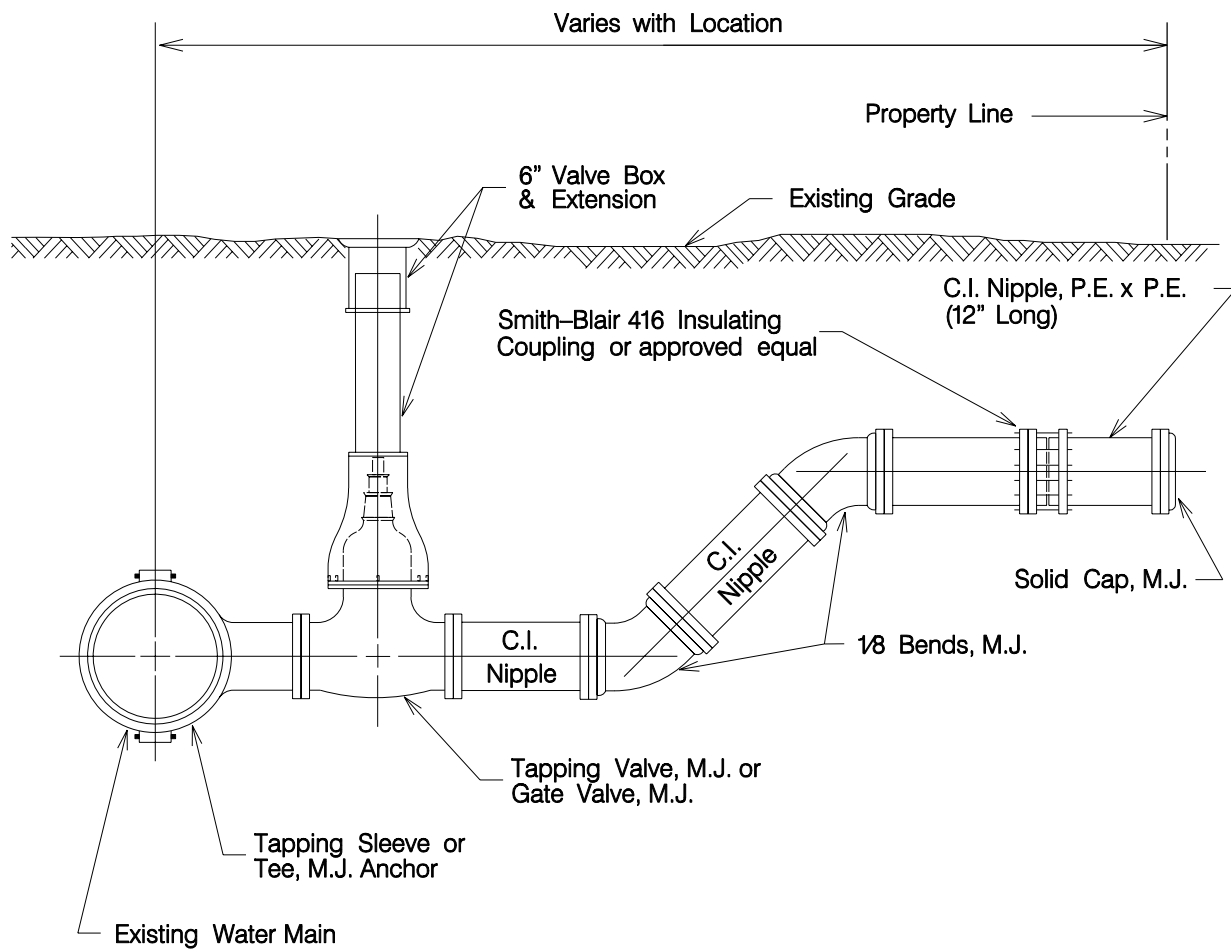 Varies with Location
Property Line
6" Valve Box
& Extension
Existing Grade
C.I. Nipple, P.E. x P.E.
(12" Long)
Smith-Blair 416 Insulating
Coupling or approved equal
C.I.
Nipple
Solid Cap, M.J.
C.I.
Nipple
1/8 Bends, M.J.
Tapping Valve, M.J. or
Gate Valve, M.J.
Tapping Sleeve or
Tee, M.J. Anchor
Existing Water Main